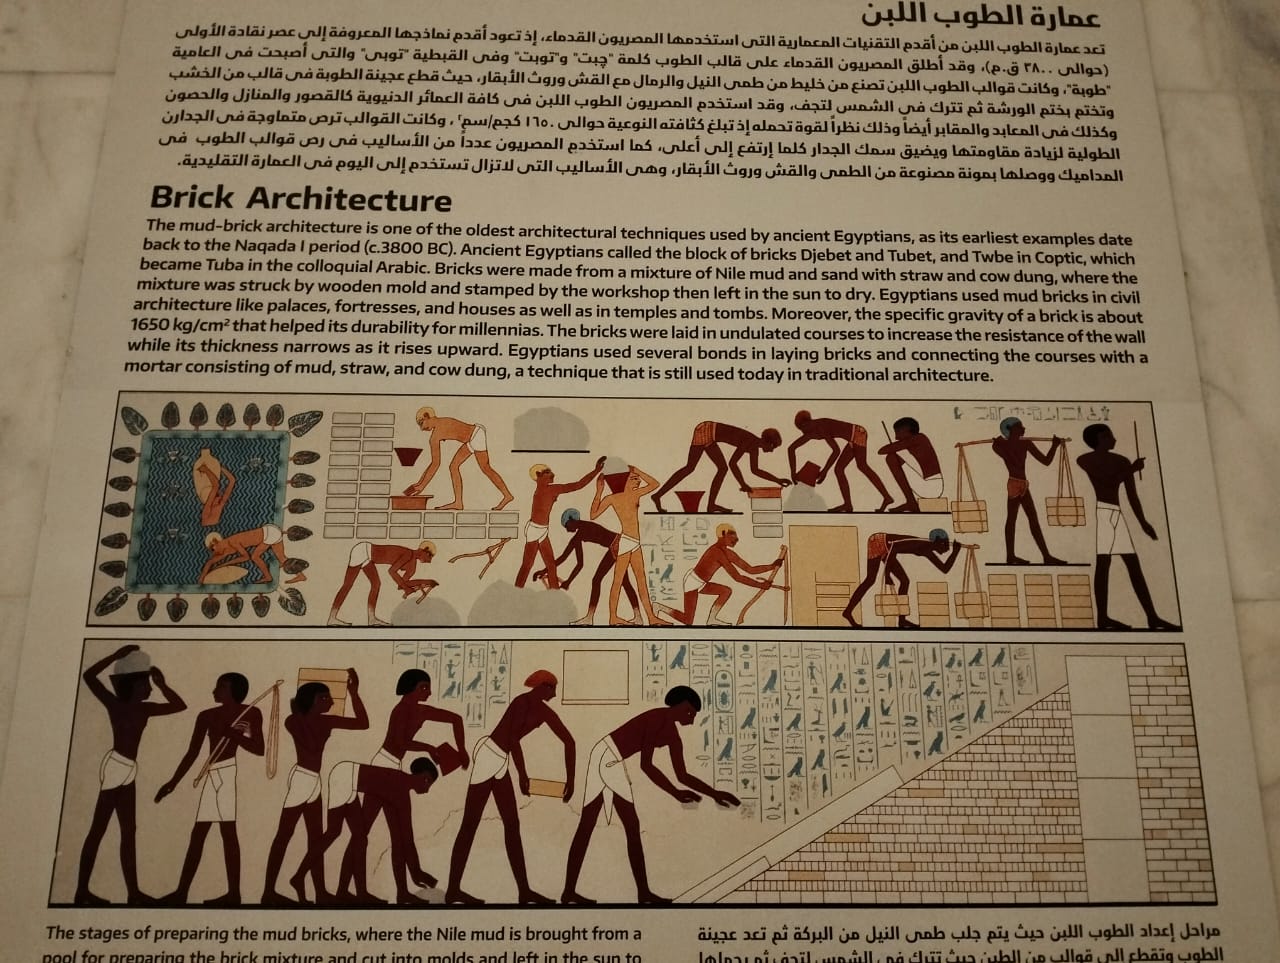 عمارة الطوب اللبن
تعد عمارة الطوب اللبن من أقدم التقنيات المعمارية التى استخدمها المصريون القدماء، إذ تعود أقدم نماذجها المعروفة إلى عصر نقادة الأولى
(حوالى ٣٨٠٠ ق.م)، وقد أطلق المصريون القدماء على قالب الطوب كلمة "چبت" و"توبت" وفى القبطية "توبى" والتى أصبحت فى العامية
"طوبة"، وكانت قوالب الطوب اللبن تصنع من خليط من طمى النيل والرمال مع القش وروث الأبقار، حيث قطع عجينة الطوبة فى قالب من الخشب
وتختم بختم الورشة ثم تترك فى الشمس لتجف، وقد استخدم المصريون الطوب اللبن فى كافة العمائر الدنيوية كالقصور والمنازل والحصون
وكذلك فى المعابد والمقابر أيضاً وذلك نظراً لقوة تحمله إذ تبلغ كثافته النوعية حوالى ١٦٥٠ كجم/سم٢، وكانت القوالب ترص متماوجة فى الجدارن
الطولية لزيادة مقاومتها ويضيق سمك الجدار كلما إرتفع إلى أعلى، كما استخدم المصريون عدداً من الأساليب فى رص قوالب الطوب فى
المداميك ووصلها بمونة مصنوعة من الطمى والقش وروث الأبقار، وهى الأساليب التى لاتزال تستخدم إلى اليوم فى العمارة التقليدية.
Brick Architecture
The mud-brick architecture is one of the oldest architectural techniques used by ancient Egyptians, as its earliest examples date
back to the Naqada I period (c.3800 BC). Ancient Egyptians called the block of bricks Djebet and Tubet, and Twbe in Coptic, which
became Tuba in the colloquial Arabic. Bricks were made from a mixture of Nile mud and sand with straw and cow dung, where the
mixture was struck by wooden mold and stamped by the workshop then left in the sun to dry. Egyptians used mud bricks in civil
architecture like palaces, fortresses, and houses as well as in temples and tombs. Moreover, the specific gravity of a brick is about
1650 kg/cm² that helped its durability for millennias. The bricks were laid in undulated courses to increase the resistance of the wall
while its thickness narrows as it rises upward. Egyptians used several bonds in laying bricks and connecting the courses with a
mortar consisting of mud, straw, and cow dung, a technique that is still used today in traditional architecture.
The stages of preparing the mud bricks, where the Nile mud is brought from a
pool for preparing the brick mixture and cut into molds and left in the sun to
مراحل إعداد الطوب اللبن حيث يتم جلب طمى النيل من البركة ثم تعد عجينة
الطوب وتقطع إلى قوالب من الطين حيث تترك فى الشمس لتجف ثم يحملها